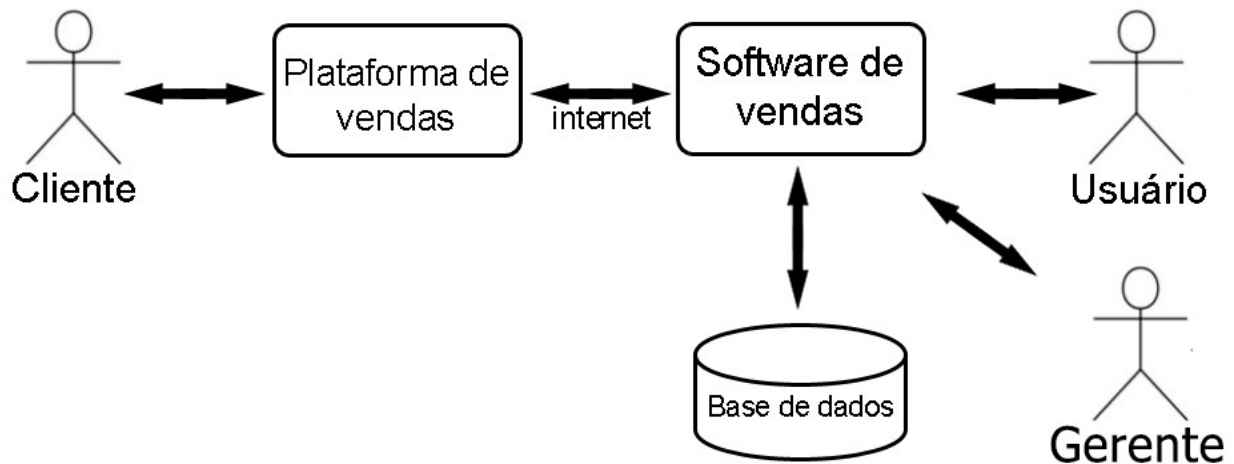 Plataforma de
vendas
internet
Software de
vendas
Cliente
Usuário
Base de dados
Gerente